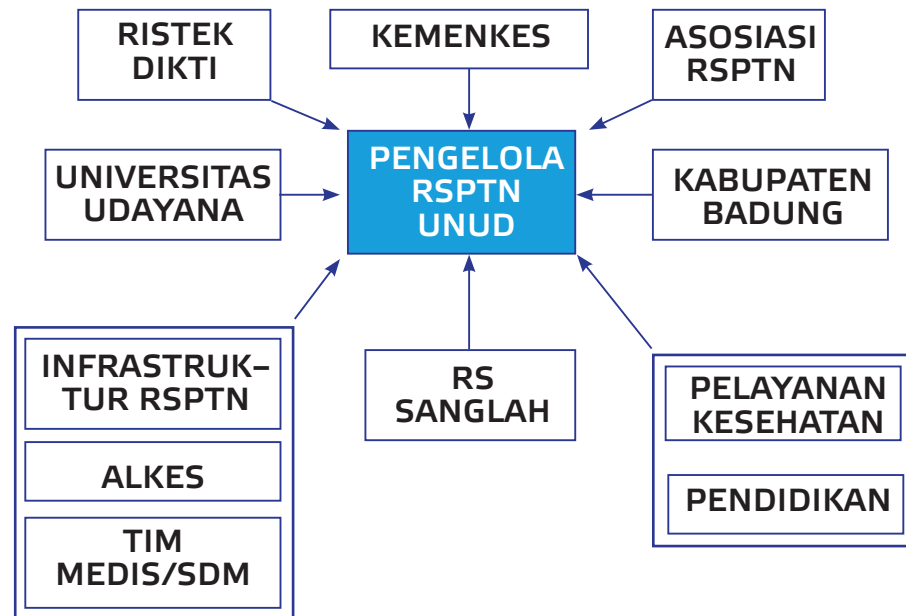 RISTEK
DIKTI
KEMENKES
ASOSIASI
RSPTN
UNIVERSITAS
UDAYANA
PENGELOLA
RSPTN
UNUD
KABUPATEN
BADUNG
INFRASTRUK–
TUR RSPTN
ALKES
TIM
MEDIS/SDM
RS
SANGLAH
PELAYANAN
KESEHATAN
PENDIDIKAN